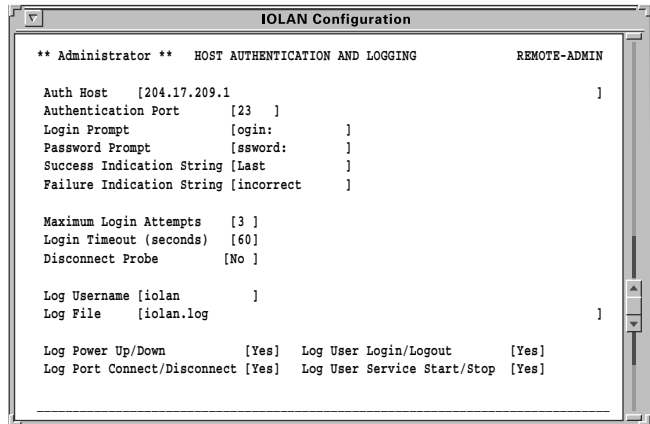 IOLAN Configuration
** Administrator ** HOST AUTHENTICATION AND LOGGING REMOTE-ADMIN
Auth Host [204.17.209.1 ]
Authentication Port [23 ]
Login Prompt [ogin: ]
Password Prompt [ssword: ]
Success Indication String [Last ]
Failure Indication String [incorrect ]
Maximum Login Attempts [3 ]
Login Timeout (seconds) [60]
Disconnect Probe [No ]
Log Username [iolan ]
Log File [iolan.log ]
Log Power Up/Down [Yes] Log User Login/Logout [Yes]
Log Port Connect/Disconnect [Yes] Log User Service Start/Stop [Yes]